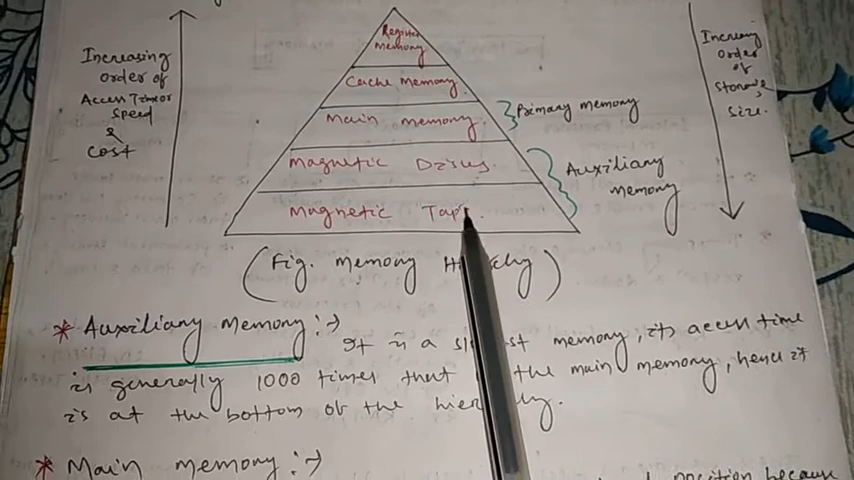 Register
memory
Cache Memory
Main memory
Magnetic Disks
Magnetic
Increasing
order of
Access Time or
speed
&
Cost
Primary memory
Auxiliary
memory
Increasing
order
of
storage
size.
(Fig. Memory
* Auxiliary Memory :→
It is a memory, its access time
is generally 1000 times that the main memory, hence it
is at the bottom of the
* Main memory :→
position because